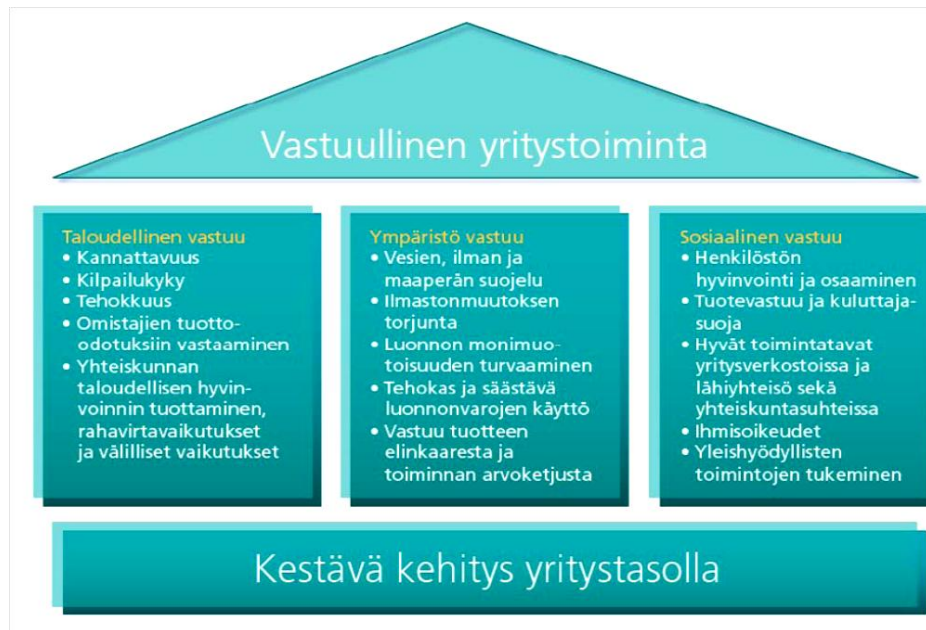 Vastuullinen yritystoiminta
Taloudellinen vastuu
• Kannattavuus
• Kilpailukyky
• Tehokkuus
• Omistajien tuotto-
odotuksiin vastaaminen
• Yhteiskunnan
taloudellisen hyvin-
voinnin tuottaminen,
rahavirtavaikutukset
ja välilliset vaikutukset
Ympäristö vastuu
• Vesien, ilman ja
maaperän suojelu
• Ilmastonmuutoksen
torjunta
• Luonnon monimuo-
toisuuden turvaaminen
• Tehokas ja säästävä
luonnonvarojen käyttö
• Vastuu tuotteen
elinkaaresta ja
toiminnan arvoketjusta
Sosiaalinen vastuu
• Henkilöstön
hyvinvointi ja osaaminen
• Tuotevastuu ja kuluttaja-
suoja
• Hyvät toimintatavat
yritysverkostoissa ja
lähiyhteisö sekä
yhteiskuntasuhteissa
• Ihmisoikeudet
• Yleishyödyllisten
toimintojen tukeminen
Kestävä kehitys yritystasolla